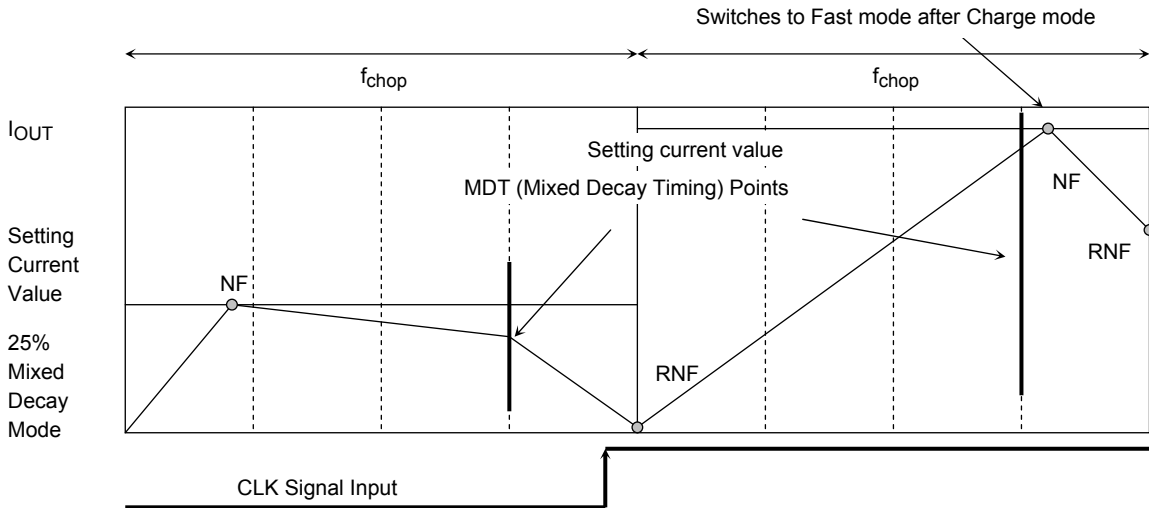 Switches to Fast mode after Charge mode
fchop
fchop
IOUT
Setting current value
MDT (Mixed Decay Timing) Points
NF
RNF
Setting
Current
Value
NF
25%
Mixed
Decay
Mode
RNF
CLK Signal Input